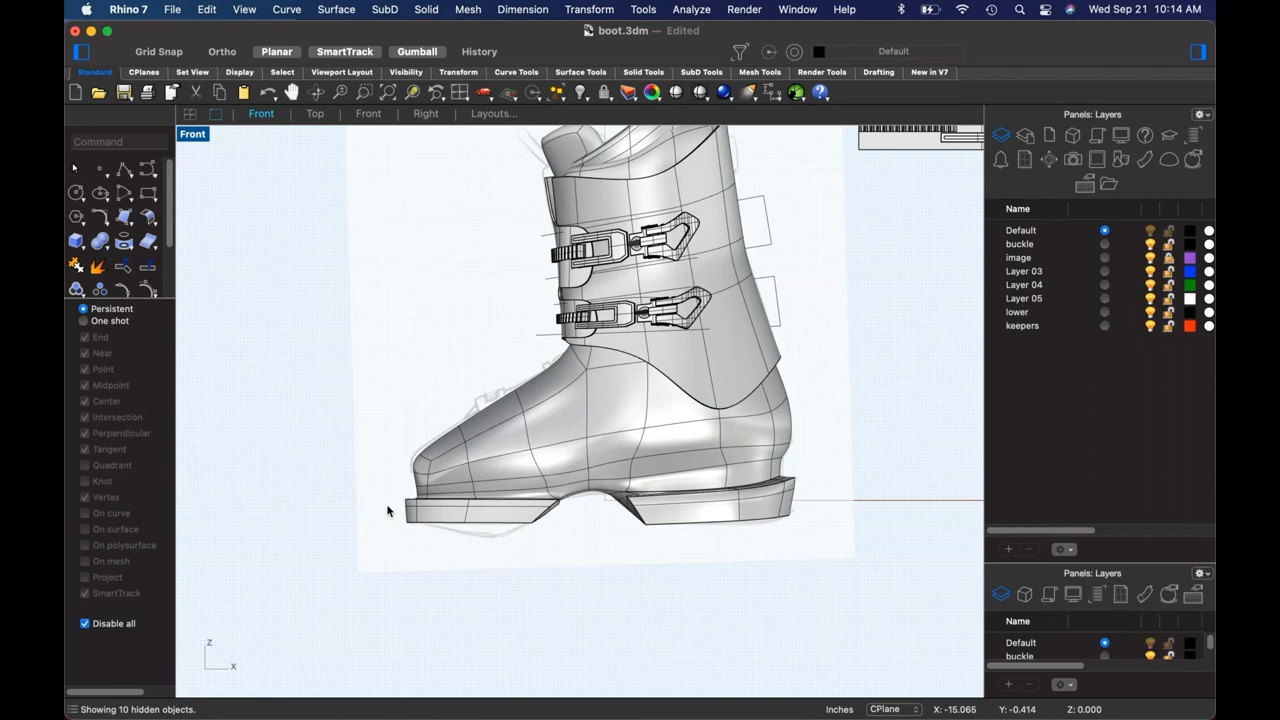 Rhino 7 File Edit View Curve Surface SubD Solid Mesh Dimension Transform Tools Analyze Render Window Help Wed Sep 21 10:14 AM
boot.3dm — Edited
Grid Snap Ortho Planar SmartTrack Gumball History Default
Standard CPlanes Set View Display Select Viewport Layout Visibility Transform Curve Tools Surface Tools Solid Tools SubD Tools Mesh Tools Render Tools Drafting New in V7
Front Top Front Right Layouts...
Panels: Layers
Front
Command
Name
Default
buckle
image
Layer 03
Layer 04
Layer 05
lower
keepers
Persistent
One shot
End
Near
Point
Midpoint
Center
Intersection
Perpendicular
Tangent
Quadrant
Knot
Vertex
On curve
On surface
On polysurface
On mesh
Project
SmartTrack
Disable all
Panels: Layers
Name
Default
buckle
Z
X
Showing 10 hidden objects.
Inches CPlane X: -15.065 Y: -0.414 Z: 0.000